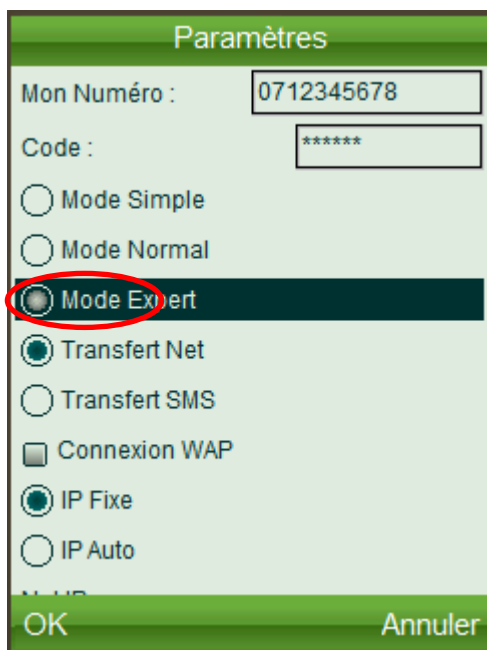 Paramètres
Mon Numéro : 0712345678
Code : ******
Mode Simple
Mode Normal
Mode Expert
Transfert Net
Transfert SMS
Connexion WAP
IP Fixe
IP Auto
OK Annuler